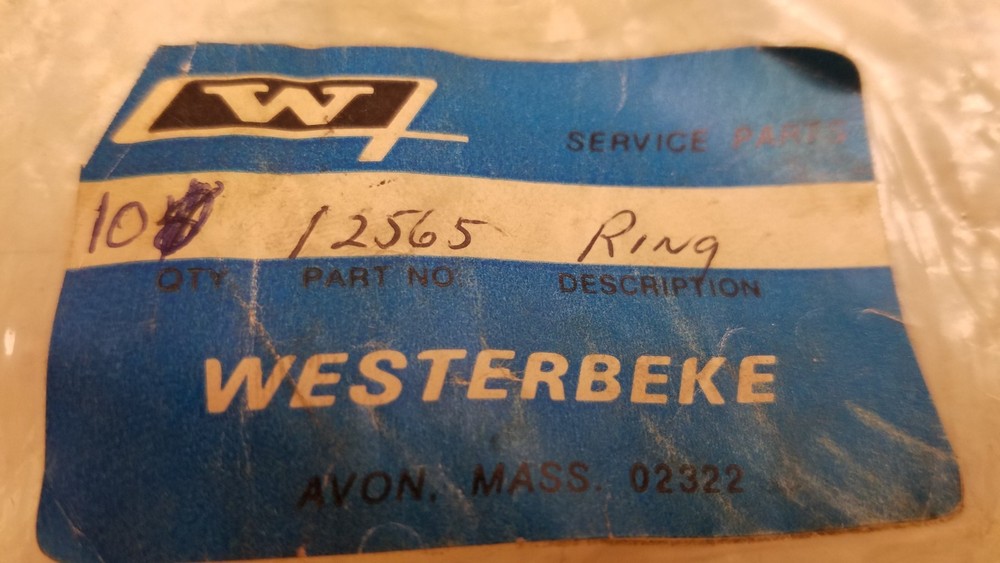 W
SERVICE PARTS
10 12565 Ring
QTY PART NO DESCRIPTION
WESTERBEKE
AVON, MASS. 02322